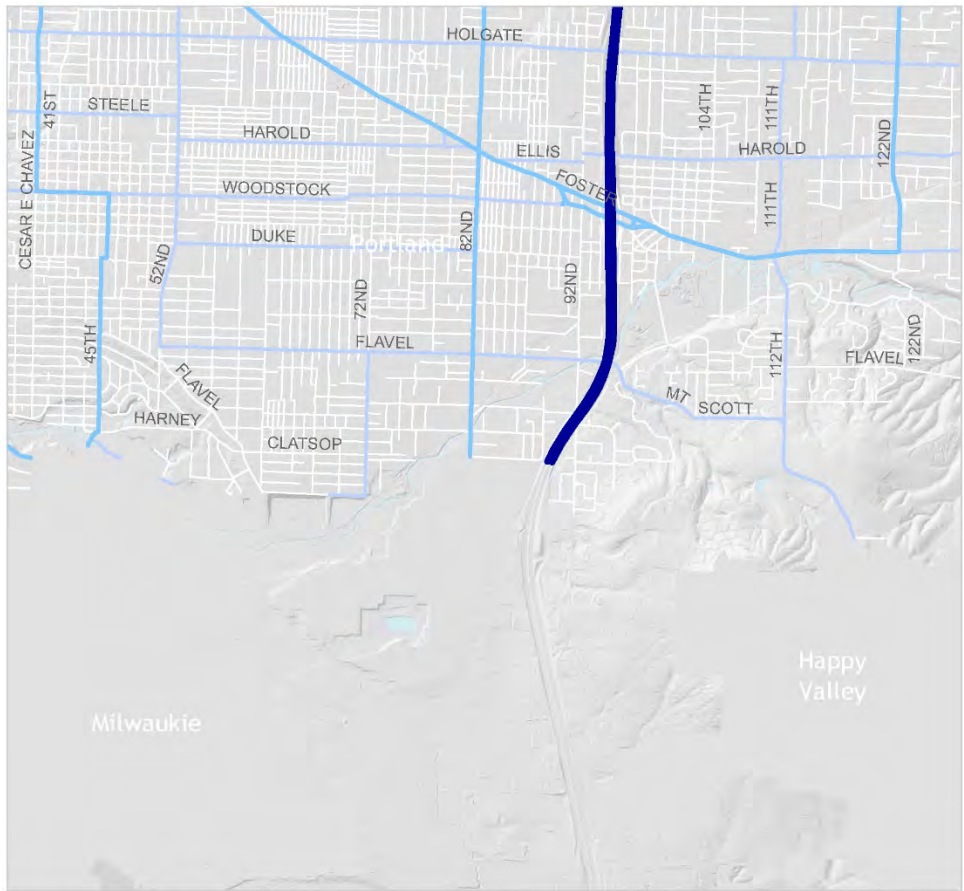 HOLGATE
STEELE
41ST
104TH
111TH
122ND
HAROLD
ELLIS
HAROLD
CESAR E CHAVEZ
WOODSTOCK
FOSTER
111TH
DUKE
Portland
82ND
52ND
72ND
92ND
45TH
FLAVEL
112TH
FLAVEL
122ND
FLAVEL
MT
SCOTT
HARNEY
CLATSOP
Happy
Valley
Milwaukie